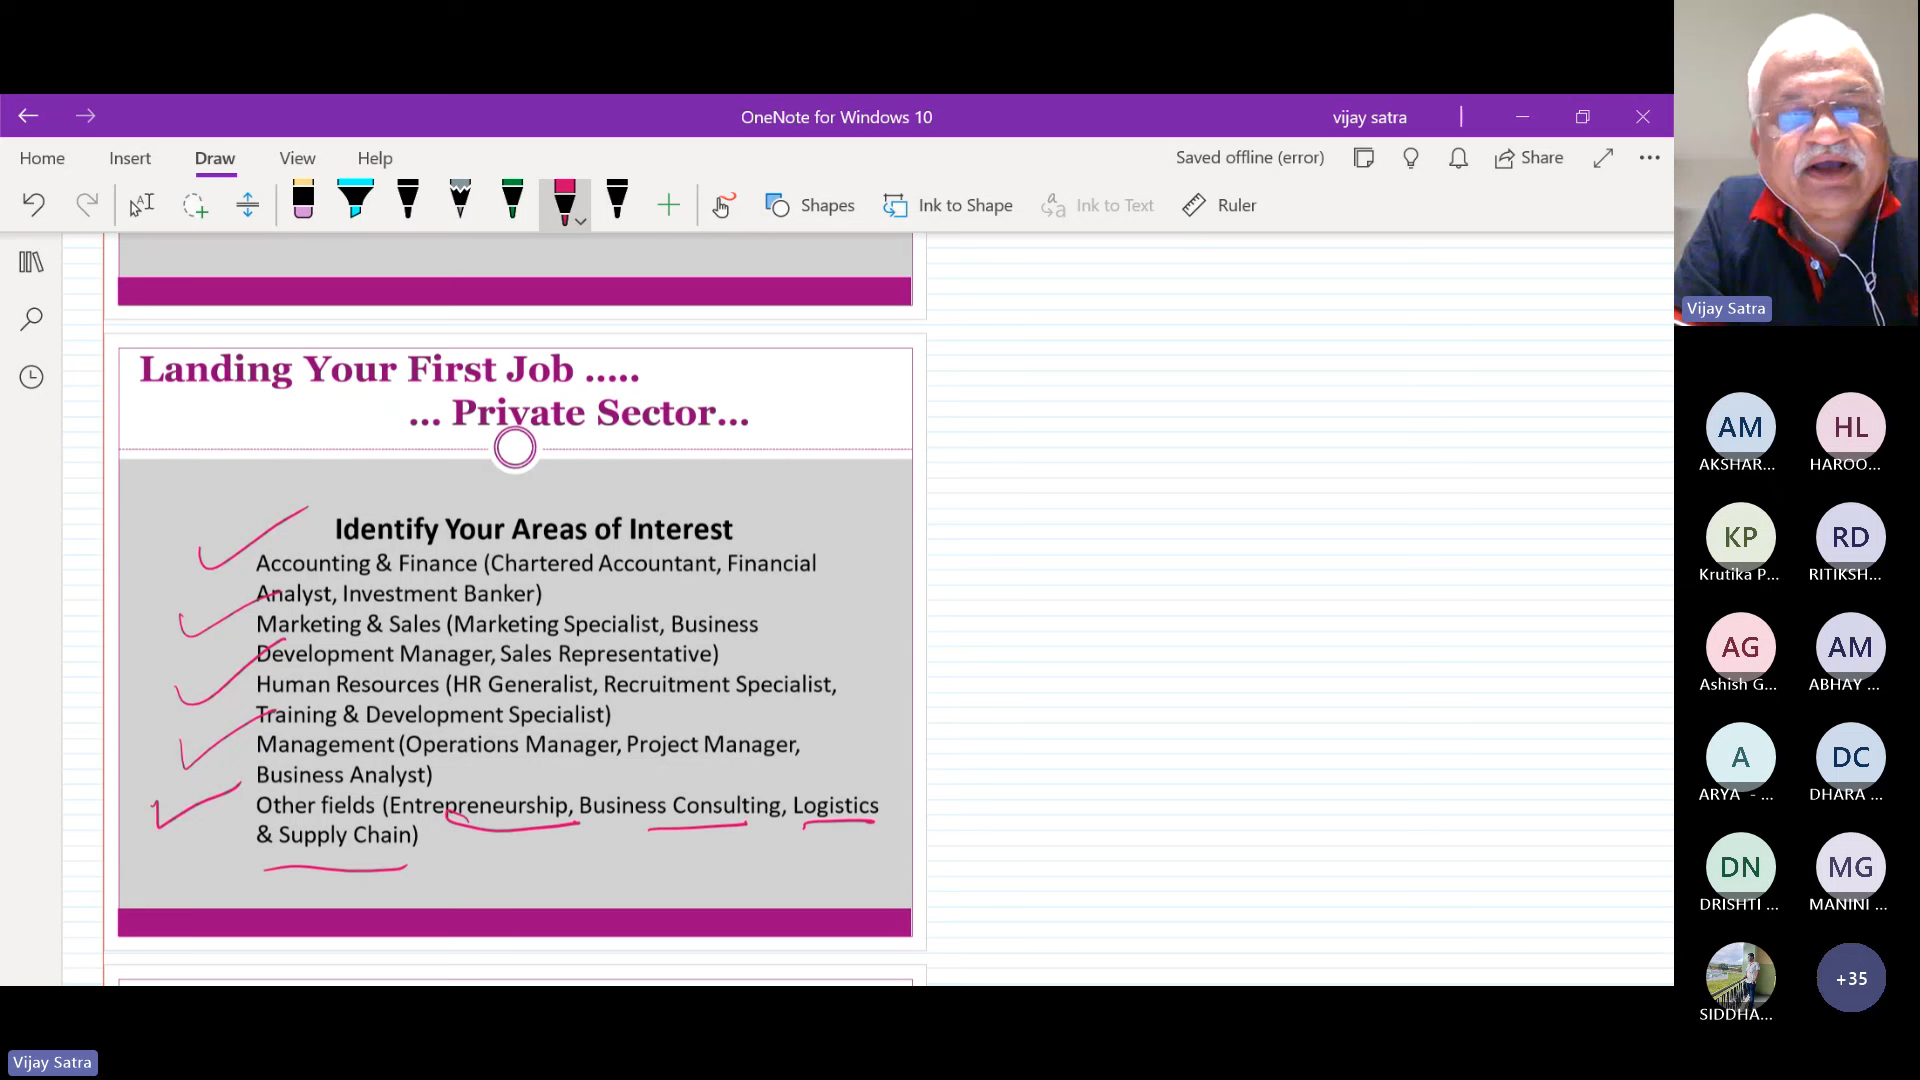 OneNote for Windows 10
vijay satra
Home Insert Draw View Help
Saved offline (error)
Share
Shapes
Ink to Shape
Ink to Text
Ruler
Landing Your First Job .....
... Private Sector...
Identify Your Areas of Interest
Accounting & Finance (Chartered Accountant, Financial
Analyst, Investment Banker)
Marketing & Sales (Marketing Specialist, Business
Development Manager, Sales Representative)
Human Resources (HR Generalist, Recruitment Specialist,
Training & Development Specialist)
Management (Operations Manager, Project Manager,
Business Analyst)
Other fields (Entrepreneurship, Business Consulting, Logistics
& Supply Chain)
Vijay Satra
AM HL
AKSHAR... HAROO...
KP RD
Krutika P... RITIKSH...
AG AM
Ashish G... ABHAY ...
A DC
ARYA - ... DHARA ...
DN MG
DRISHTI ... MANINI ...
+35
SIDDHA...
Vijay Satra